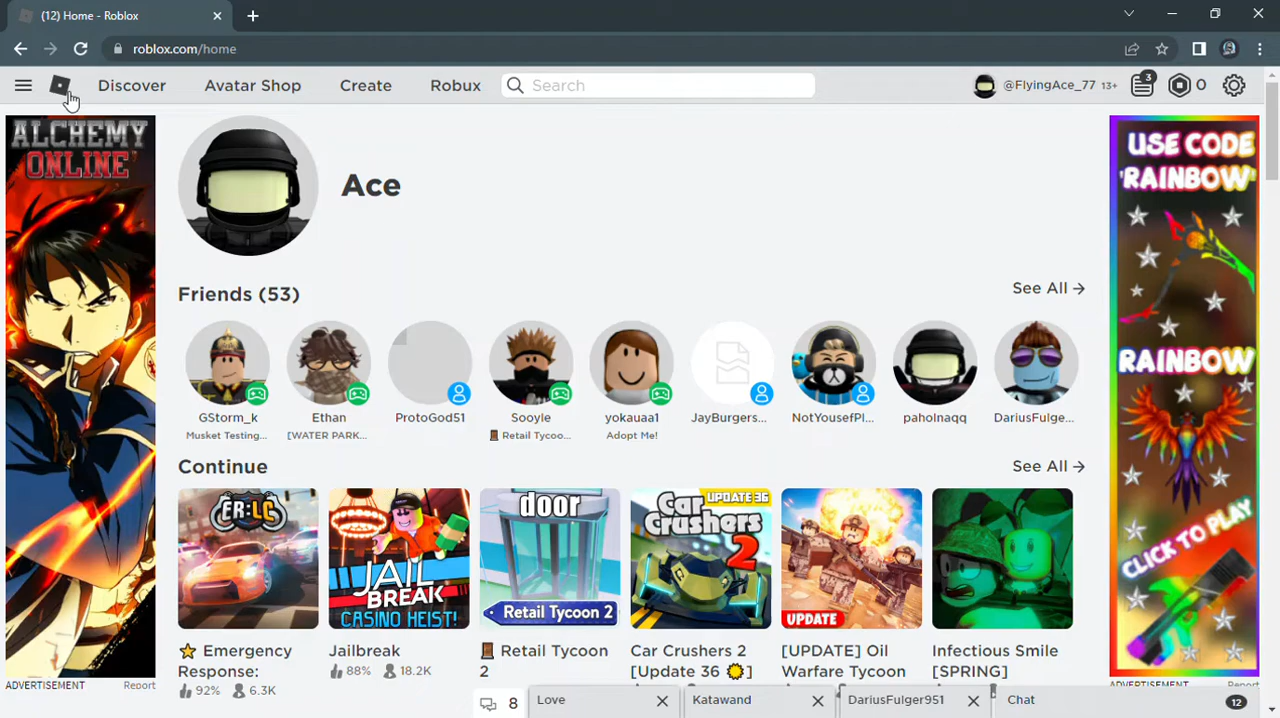 (12) Home - Roblox
roblox.com/home
Discover
Avatar Shop
Create
Robux
Search
@FlyingAce_77 13+
3
0
ALCHEMY
ONLINE
Ace
USE CODE
'RAINBOW'
Friends (53)
See All →
GStorm_k
Ethan
ProtoGod51
Sooyie
yokauaa1
JayBurgers...
NotYousefPl...
paholnaqq
DariusFulge...
Musket Testing...
[WATER PARK...
Retail Tycoo...
Adopt Me!
RAINBOW
Continue
See All →
ER:LC
JAIL
BREAK
CASINO HEIST!
door
Retail Tycoon 2
UPDATE 36
Car
Crushers
2
UPDATE
CLICK TO PLAY
Emergency
Response:
92% 6.3K
Jailbreak
88% 18.2K
Retail Tycoon
2
Car Crushers 2
[Update 36 ]
[UPDATE] Oil
Warfare Tycoon
Infectious Smile
[SPRING]
ADVERTISEMENT
Report
ADVERTISEMENT
Report
8
Love
Katawand
DariusFulger951
Chat
12